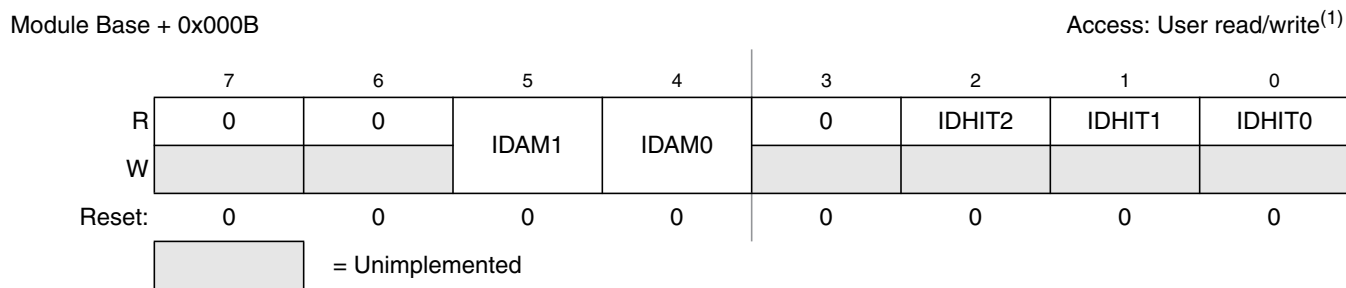 Module Base + 0x000B Access: User read/write(1)
7 6 5 4 3 2 1 0
R 0 0 IDAM1 IDAM0 0 IDHIT2 IDHIT1 IDHIT0
W
Reset: 0 0 0 0 0 0 0 0
= Unimplemented